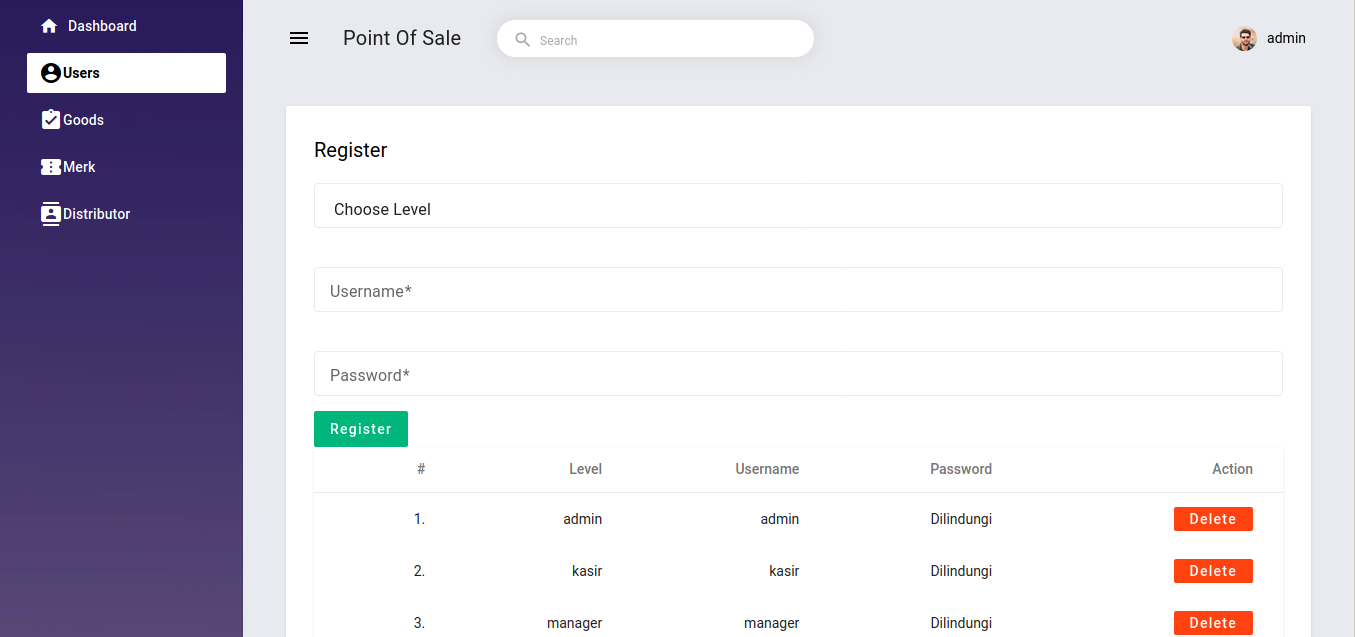 Dashboard
Users
Goods
Merk
Distributor
Point Of Sale
Search
admin
Register
Choose Level
Username*
Password*
Register
# Level Username Password Action
1. admin admin Dilindungi Delete
2. kasir kasir Dilindungi Delete
3. manager manager Dilindungi Delete